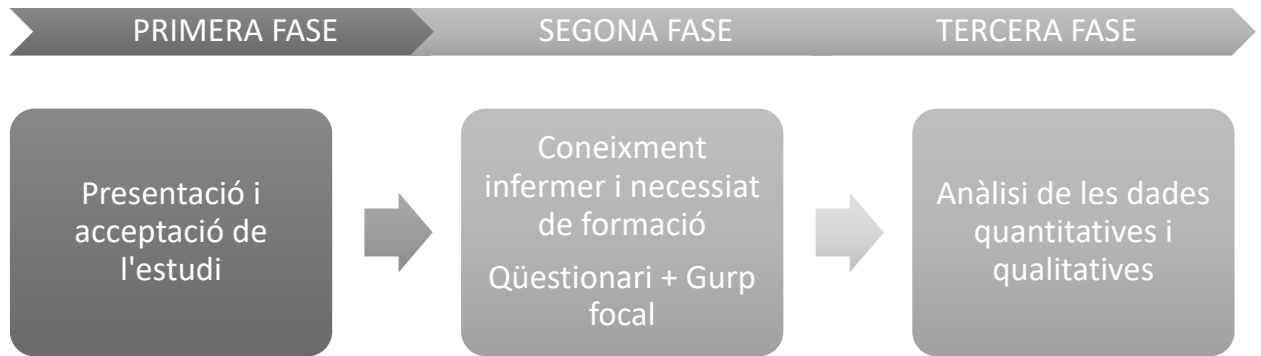 PRIMERA FASE
SEGONA FASE
TERCERA FASE
Presentació i
acceptació de
l'estudi
Coneixment
infermer i necessiat
de formació
Qüestionari + Gurp
focal
Anàlisi de les dades
quantitatives i
qualitatives